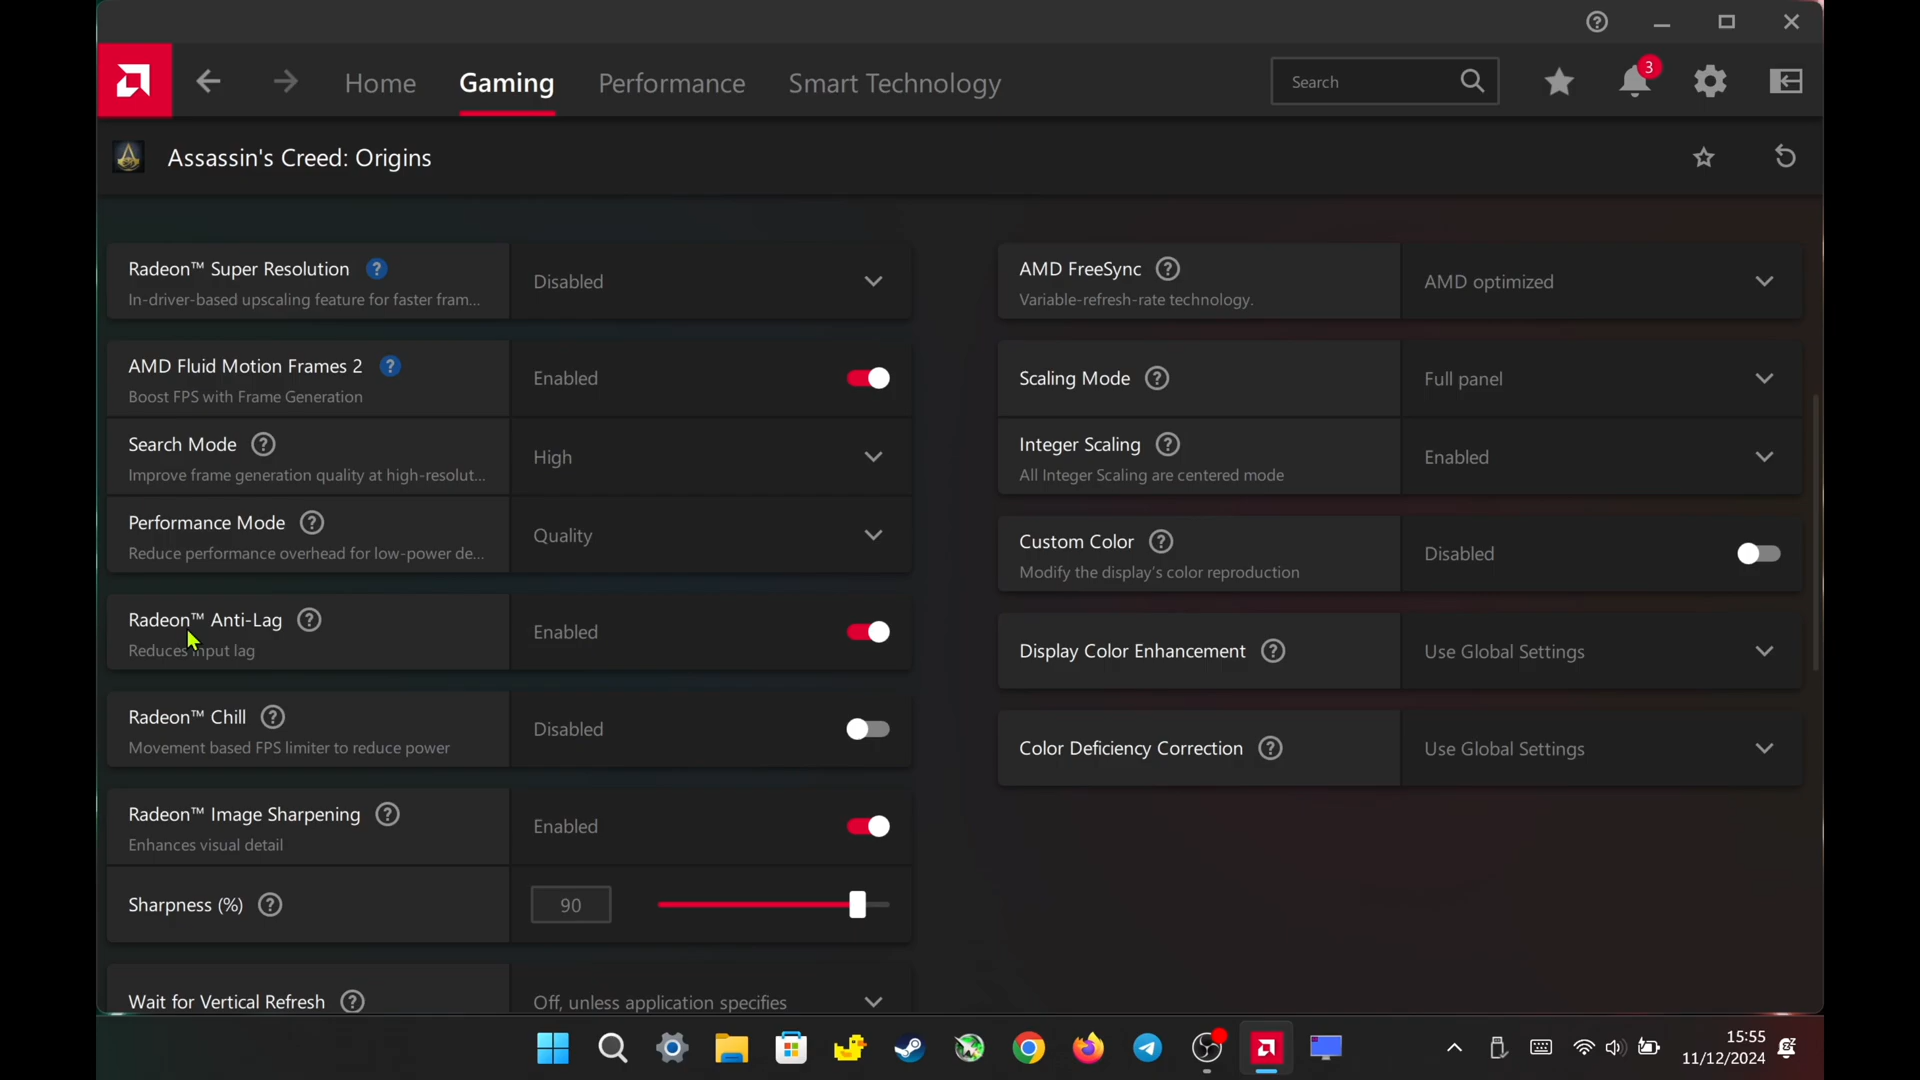 Home
Gaming
Performance
Smart Technology
Search
3
Assassin's Creed: Origins
Radeon™ Super Resolution
In-driver-based upscaling feature for faster fram...
Disabled
AMD Fluid Motion Frames 2
Boost FPS with Frame Generation
Enabled
Search Mode
Improve frame generation quality at high-resolut...
High
Performance Mode
Reduce performance overhead for low-power de...
Quality
Radeon™ Anti-Lag
Reduces input lag
Enabled
Radeon™ Chill
Movement based FPS limiter to reduce power
Disabled
Radeon™ Image Sharpening
Enhances visual detail
Enabled
Sharpness (%)
90
Wait for Vertical Refresh
Off, unless application specifies
AMD FreeSync
Variable-refresh-rate technology.
AMD optimized
Scaling Mode
Full panel
Integer Scaling
All Integer Scaling are centered mode
Enabled
Custom Color
Modify the display's color reproduction
Disabled
Display Color Enhancement
Use Global Settings
Color Deficiency Correction
Use Global Settings
15:55
11/12/2024